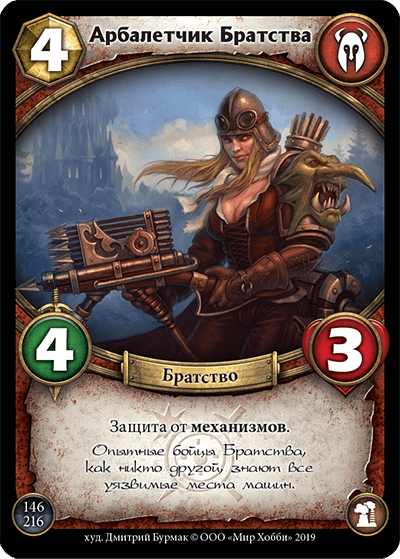 4
Арбалетчик Братства
4
Братство
3
Защита от механизмов.
Опытные бойцы Братства,
как никто другой, знают все
уязвимые места машин.
146
216
худ. Дмитрий Бурмак © ООО «Мир Хобби» 2019